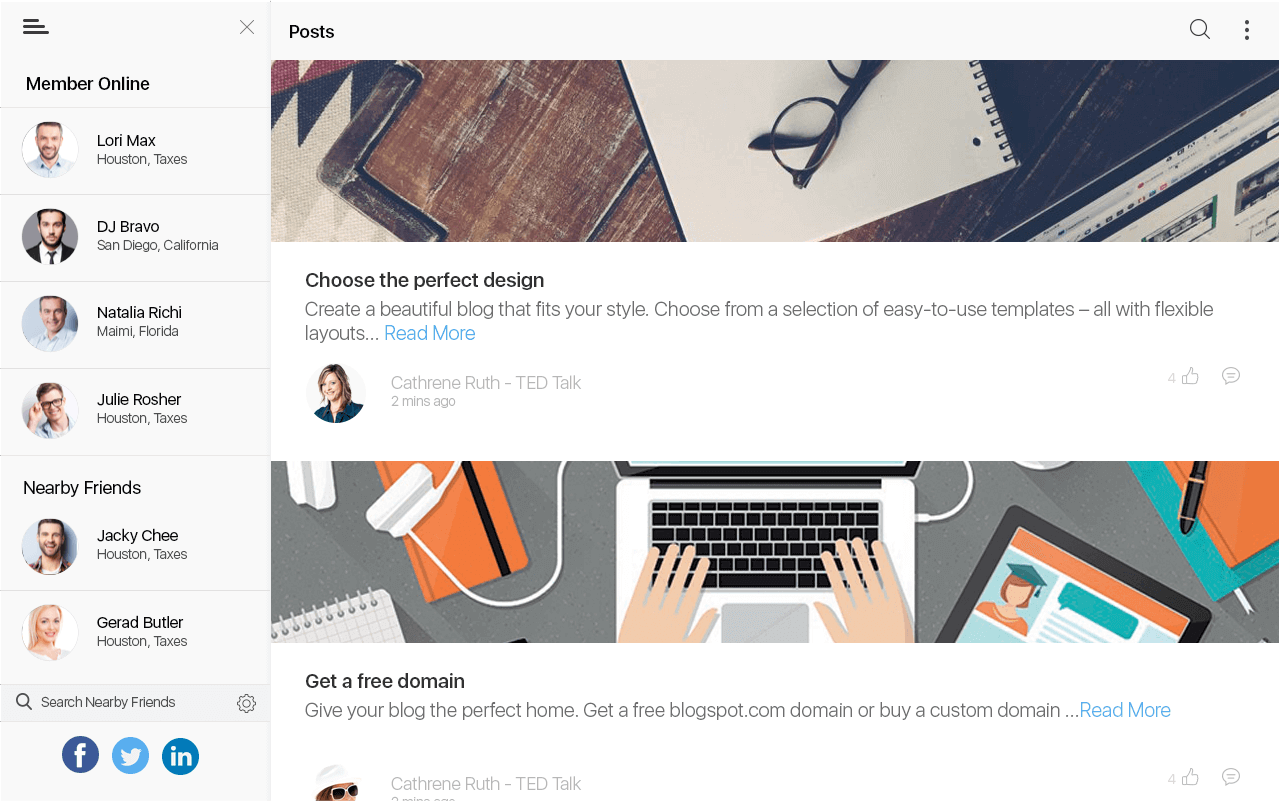 Posts
Member Online
Lori Max
Houston, Taxes
DJ Bravo
San Diego, California
Natalia Richi
Maimi, Florida
Julie Rosher
Houston, Taxes
Nearby Friends
Jacky Chee
Houston, Taxes
Gerad Butler
Houston, Taxes
Search Nearby Friends
f
in
Choose the perfect design
Create a beautiful blog that fits your style. Choose from a selection of easy-to-use templates – all with flexible
layouts... Read More
Cathrene Ruth - TED Talk
2 mins ago
4
Get a free domain
Give your blog the perfect home. Get a free blogspot.com domain or buy a custom domain ...Read More
Cathrene Ruth - TED Talk
2 mins ago
4